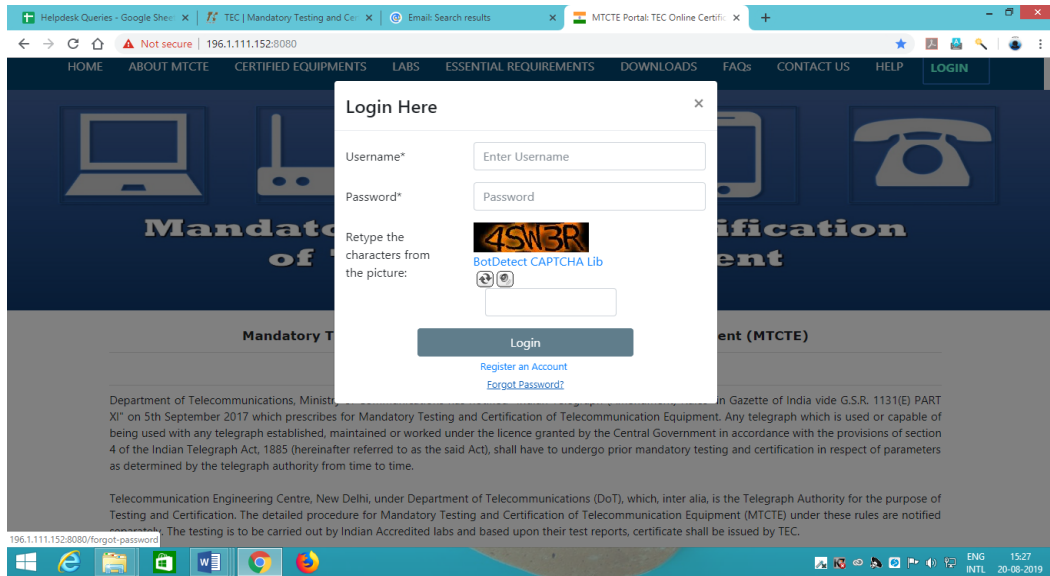 Helpdesk Queries - Google Shee
TEC | Mandatory Testing and Cer
Email: Search results
MTCTE Portal: TEC Online Certific
Not secure | 196.1.111.152:8080
HOME ABOUT MTCTE CERTIFIED EQUIPMENTS LABS ESSENTIAL REQUIREMENTS DOWNLOADS FAQs CONTACT US HELP LOGIN
Login Here ×
Username* Enter Username
Password* Password
Retype the
characters from
the picture:
4SW3R
BotDetect CAPTCHA Lib
Login
Register an Account
Forgot Password?
Mandato ification
of ent
Mandatory T ent (MTCTE)
Department of Telecommunications, Ministry in Gazette of India vide G.S.R. 1131(E) PART
XI" on 5th September 2017 which prescribes for Mandatory Testing and Certification of Telecommunication Equipment. Any telegraph which is used or capable of
being used with any telegraph established, maintained or worked under the licence granted by the Central Government in accordance with the provisions of section
4 of the Indian Telegraph Act, 1885 (hereinafter referred to as the said Act), shall have to undergo prior mandatory testing and certification in respect of parameters
as determined by the telegraph authority from time to time.
Telecommunication Engineering Centre, New Delhi, under Department of Telecommunications (DoT), which, inter alia, is the Telegraph Authority for the purpose of
Testing and Certification. The detailed procedure for Mandatory Testing and Certification of Telecommunication Equipment (MTCTE) under these rules are notified
separately. The testing is to be carried out by Indian Accredited labs and based upon their test reports, certificate shall be issued by TEC.
196.1.111.152:8080/forgot-password
ENG 15:27
INTL 20-08-2019